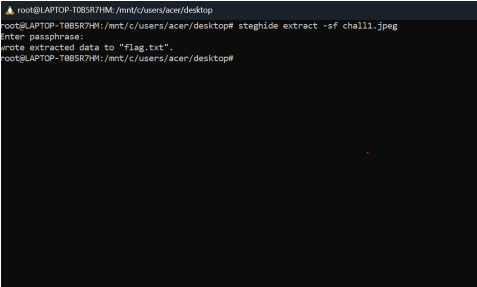 root@LAPTOP-T0B5R7HM: /mnt/c/users/acer/desktop
root@LAPTOP-T0B5R7HM:/mnt/c/users/acer/desktop# steghide extract -sf chall1.jpeg
Enter passphrase:
wrote extracted data to "flag.txt".
root@LAPTOP-T0B5R7HM:/mnt/c/users/acer/desktop#